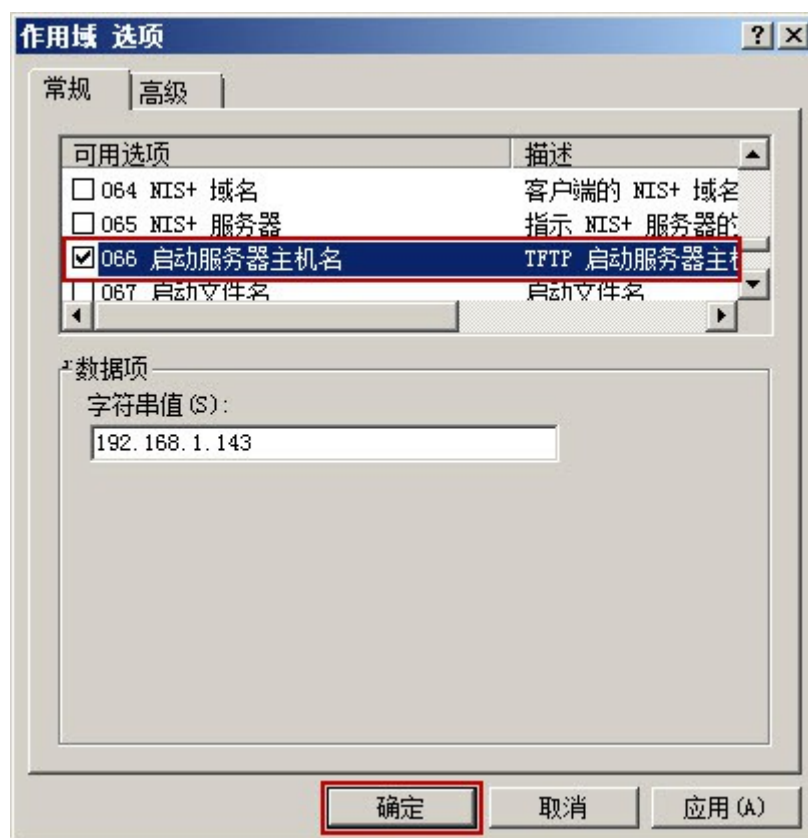 作用域 选项
常规 高级
可用选项 描述
064 NIS+ 域名 客户端的 NIS+ 域名
065 NIS+ 服务器 指示 NIS+ 服务器的
066 启动服务器主机名 TFTP 启动服务器主
067 启动文件名 启动文件名
数据项
字符串值(S):
192.168.1.143
确定 取消 应用(A)